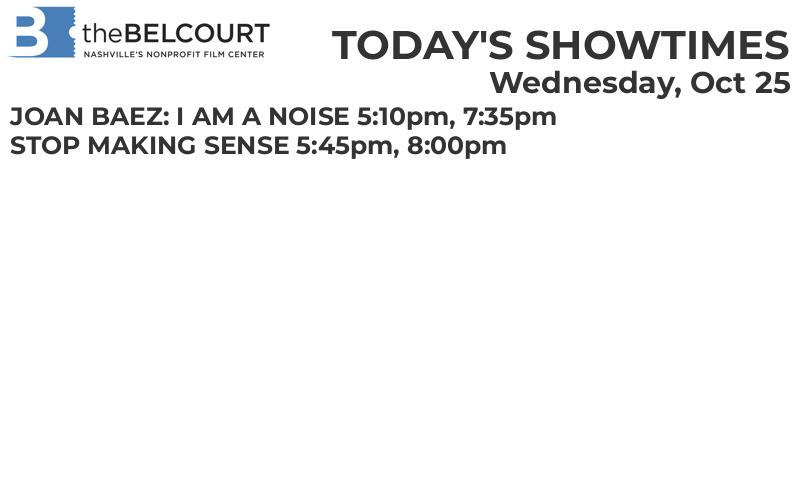 B theBELCOURT
NASHVILLE'S NONPROFIT FILM CENTER
TODAY'S SHOWTIMES
Wednesday, Oct 25
JOAN BAEZ: I AM A NOISE 5:10pm, 7:35pm
STOP MAKING SENSE 5:45pm, 8:00pm